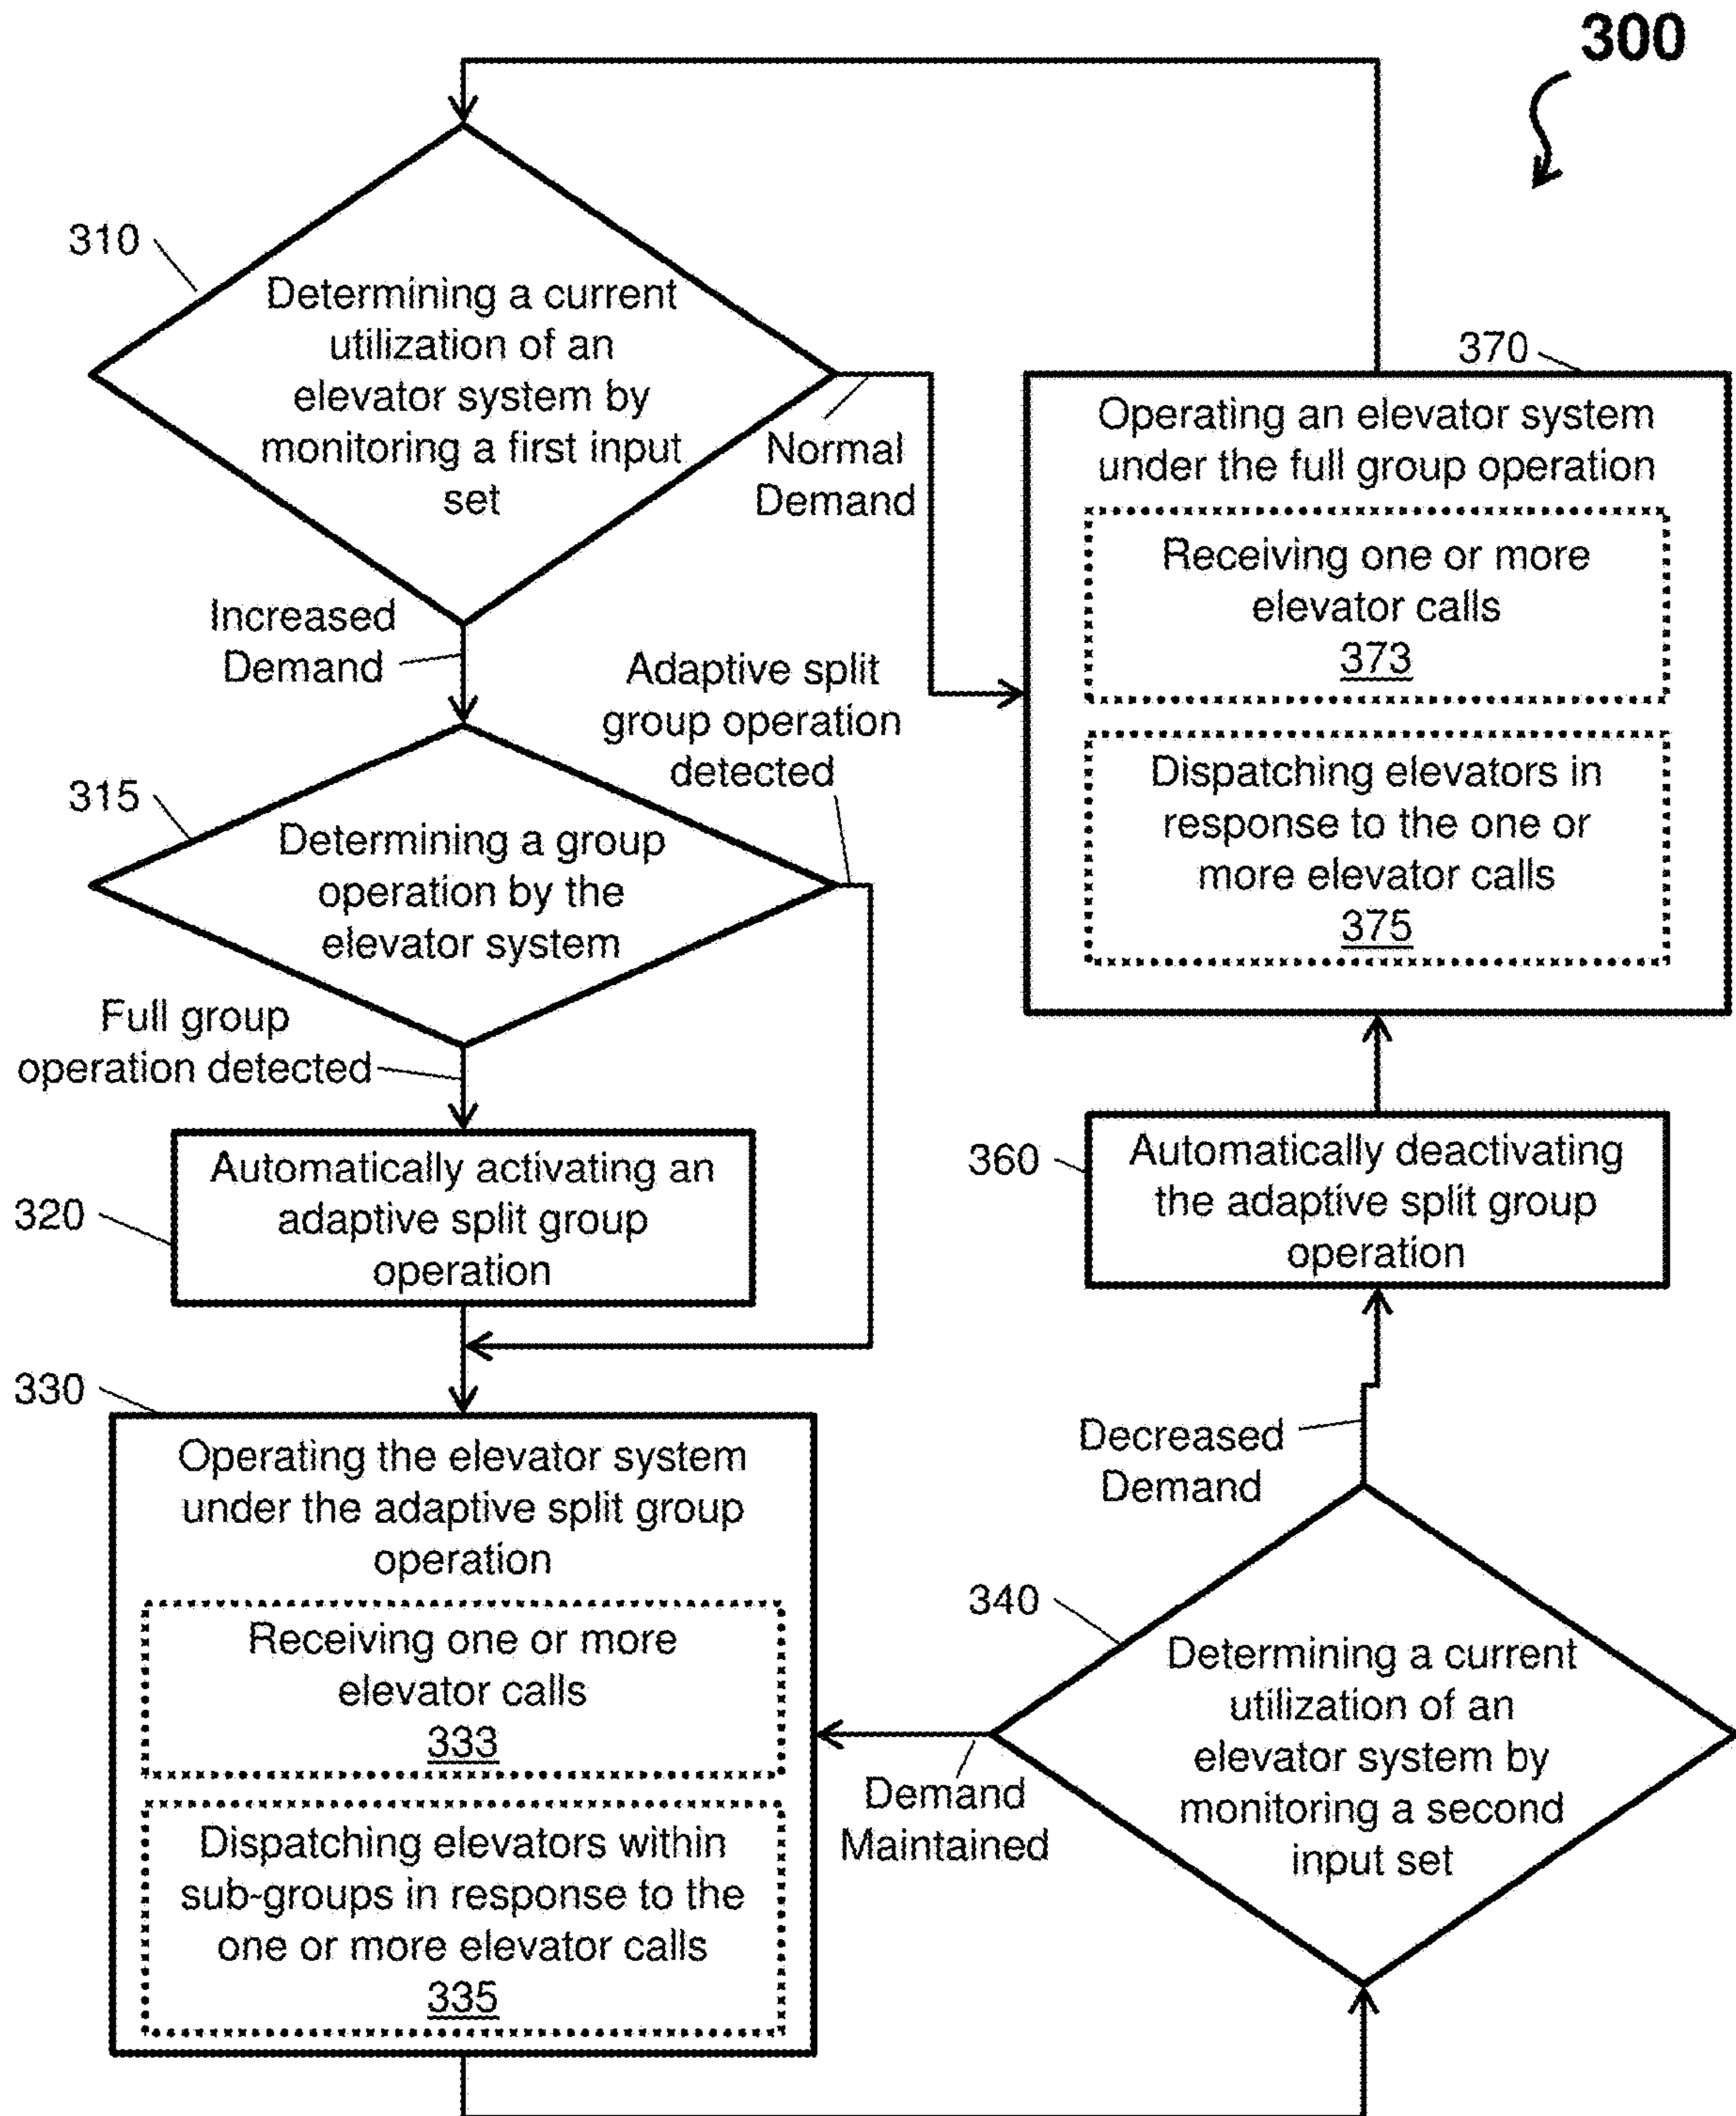 300
310
Determining a current
utilization of an
elevator system by
monitoring a first input
set
Normal
Demand
370
Operating an elevator system
under the full group operation
Receiving one or more
elevator calls
373
Dispatching elevators in
response to the one or
more elevator calls
375
Increased
Demand
Adaptive split
group operation
detected
315
Determining a group
operation by the
elevator system
Full group
operation detected
320
Automatically activating an
adaptive split group
operation
360
Automatically deactivating
the adaptive split group
operation
330
Operating the elevator system
under the adaptive split group
operation
Receiving one or more
elevator calls
333
Dispatching elevators within
sub-groups in response to the
one or more elevator calls
335
Decreased
Demand
340
Determining a current
utilization of an
elevator system by
monitoring a second
input set
Demand
Maintained